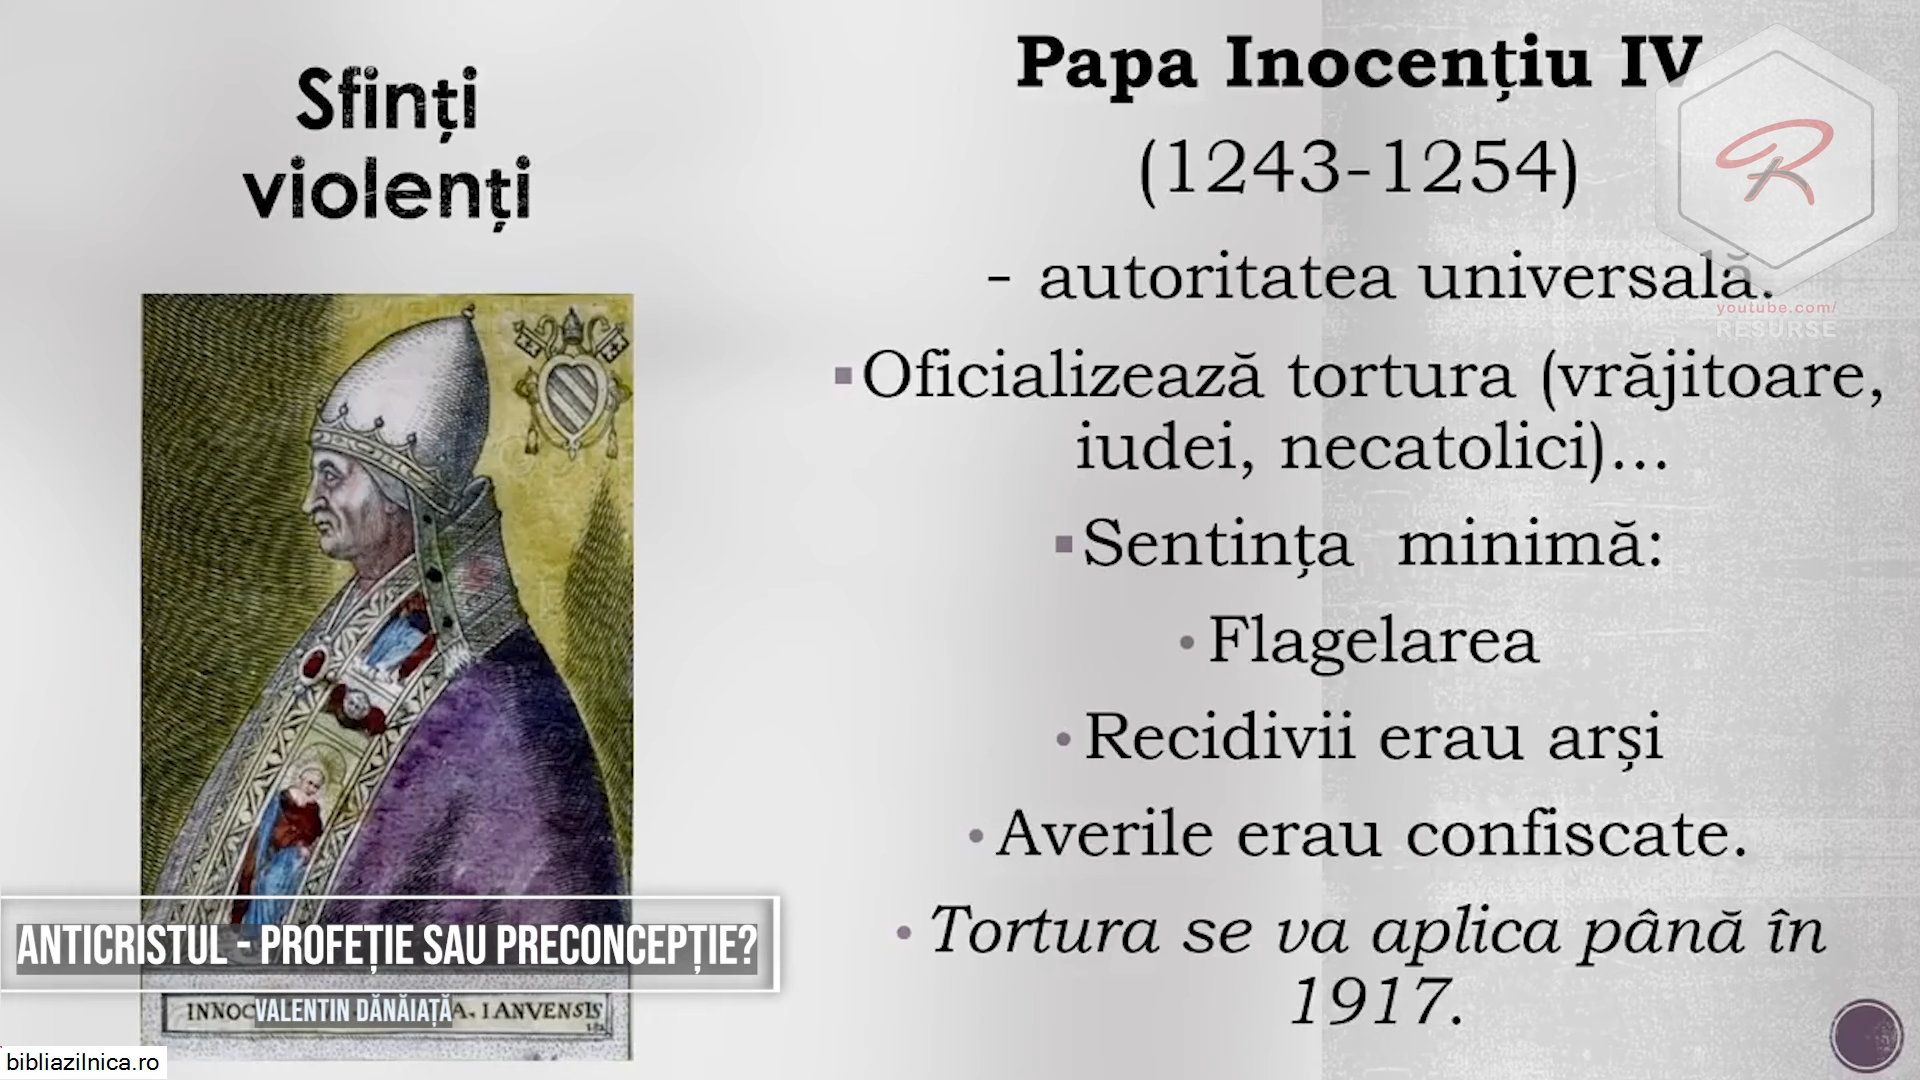 Sfinți
violenți
Papa Inocențiu IV
(1243-1254)
- autoritatea universală.
▪Oficializează tortura (vrăjitoare,
iudei, necatolici)…
▪Sentința minimă:
•Flagelarea
•Recidivii erau arși
•Averile erau confiscate.
•Tortura se va aplica până în
1917.
R
youtube.com/
RESURSE
ANTICRISTUL - PROFEȚIE SAU PRECONCEPȚIE?
VALENTIN DĂNĂIAȚĂ
INNOC A. IANVENSIS
bibliazilnica.ro